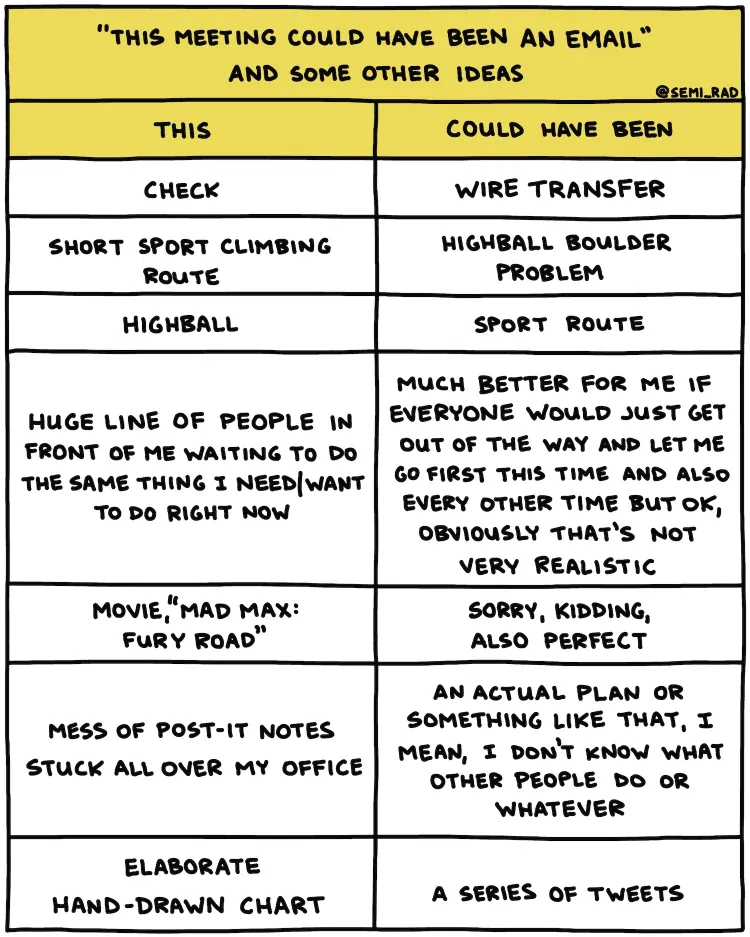 "THIS MEETING COULD HAVE BEEN AN EMAIL"
AND SOME OTHER IDEAS
@SEMI_RAD
THIS
COULD HAVE BEEN
CHECK
WIRE TRANSFER
SHORT SPORT CLIMBING
ROUTE
HIGHBALL BOULDER
PROBLEM
HIGHBALL
SPORT ROUTE
HUGE LINE OF PEOPLE IN
FRONT OF ME WAITING TO DO
THE SAME THING I NEED/WANT
TO DO RIGHT NOW
MUCH BETTER FOR ME IF
EVERYONE WOULD JUST GET
OUT OF THE WAY AND LET ME
GO FIRST THIS TIME AND ALSO
EVERY OTHER TIME BUT OK,
OBVIOUSLY THAT'S NOT
VERY REALISTIC
MOVIE, "MAD MAX:
FURY ROAD"
SORRY, KIDDING,
ALSO PERFECT
MESS OF POST-IT NOTES
STUCK ALL OVER MY OFFICE
AN ACTUAL PLAN OR
SOMETHING LIKE THAT, I
MEAN, I DON'T KNOW WHAT
OTHER PEOPLE DO OR
WHATEVER
ELABORATE
HAND-DRAWN CHART
A SERIES OF TWEETS